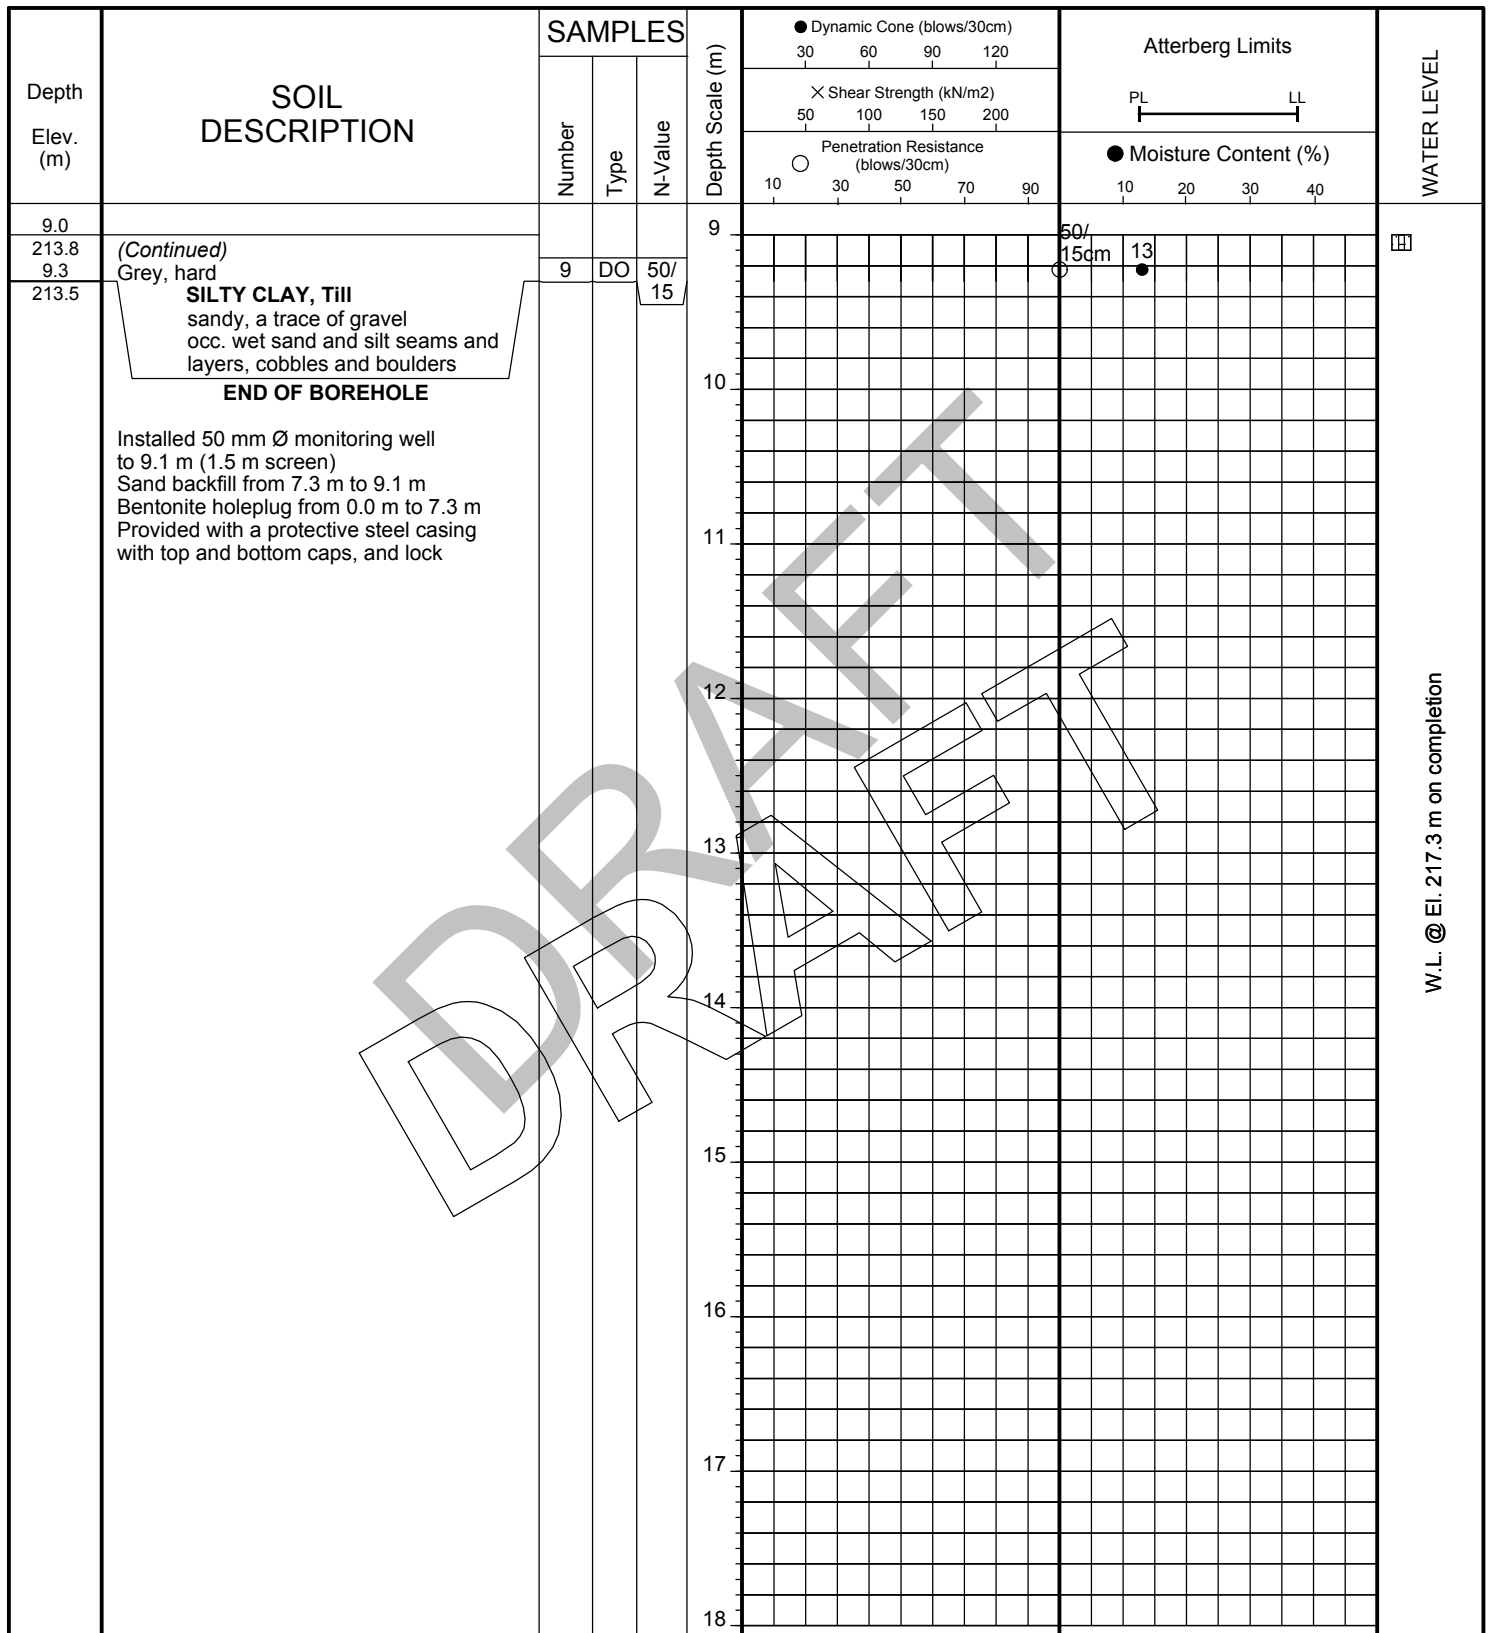 Depth
Elev.
(m)
SOIL
DESCRIPTION
SAMPLES
Number
Type
N-Value
Depth Scale (m)
● Dynamic Cone (blows/30cm)
30 60 90 120
× Shear Strength (kN/m2)
50 100 150 200
○ Penetration Resistance
(blows/30cm)
10 30 50 70 90
Atterberg Limits
PL LL
● Moisture Content (%)
10 20 30 40
WATER LEVEL
9.0
213.8
9.3
213.5
(Continued)
Grey, hard
SILTY CLAY, Till
sandy, a trace of gravel
occ. wet sand and silt seams and
layers, cobbles and boulders
END OF BOREHOLE
Installed 50 mm Ø monitoring well
to 9.1 m (1.5 m screen)
Sand backfill from 7.3 m to 9.1 m
Bentonite holeplug from 0.0 m to 7.3 m
Provided with a protective steel casing
with top and bottom caps, and lock
9 DO 50/
15
9
10
11
12
13
14
15
16
17
18
50/
15cm
13
W.L. @ El. 217.3 m on completion
DRAFT
DRAFT